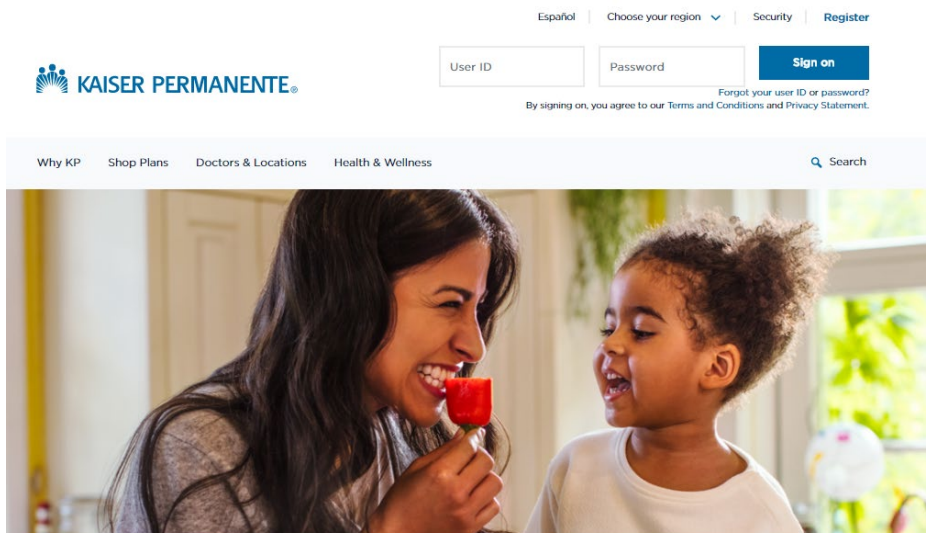 Español Choose your region Security Register
KAISER PERMANENTE®
User ID Password Sign on
Forgot your user ID or password?
By signing on, you agree to our Terms and Conditions and Privacy Statement.
Why KP Shop Plans Doctors & Locations Health & Wellness Search